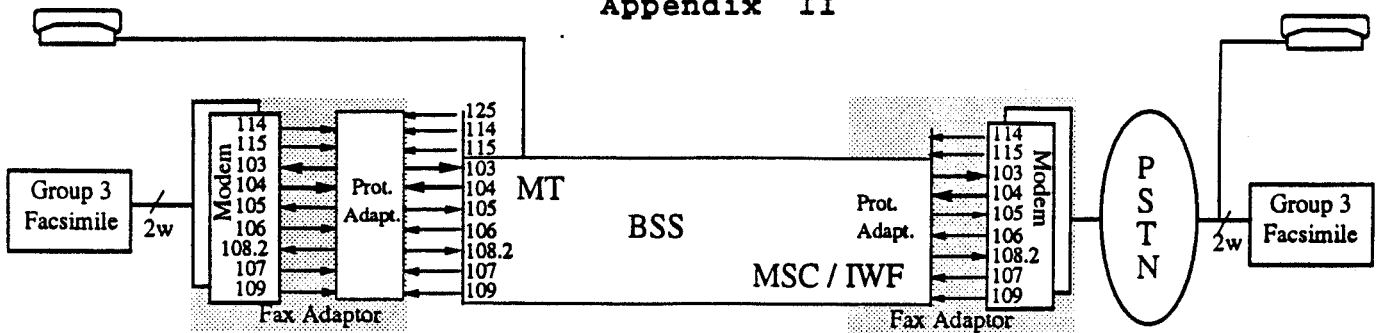 Appendix II
Group 3
Facsimile
2w
Modem
114
115
103
104
105
106
108.2
107
109
Prot.
Adapt.
Fax Adaptor
125
114
115
103
104
105
106
108.2
107
109
MT
BSS
MSC / IWF
Prot.
Adapt.
114
115
103
104
105
106
108.2
107
109
Modem
Fax Adaptor
PSTN
2w
Group 3
Facsimile